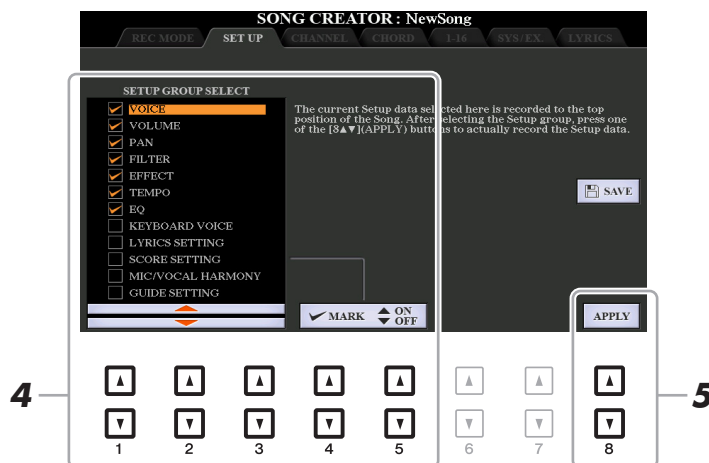 SONG CREATOR : NewSong
REC MODE SET UP CHANNEL CHORD 1-16 SYS/EX. LYRICS
SETUP GROUP SELECT
VOICE
VOLUME
PAN
FILTER
EFFECT
TEMPO
EQ
KEYBOARD VOICE
LYRICS SETTING
SCORE SETTING
MIC/VOCAL HARMONY
GUIDE SETTING
The current Setup data selected here is recorded to the top
position of the Song. After selecting the Setup group, press one
of the [8▲▼](APPLY) buttons to actually record the Setup data.
SAVE
MARK ON
OFF
APPLY
4
5
1 2 3 4 5 6 7 8